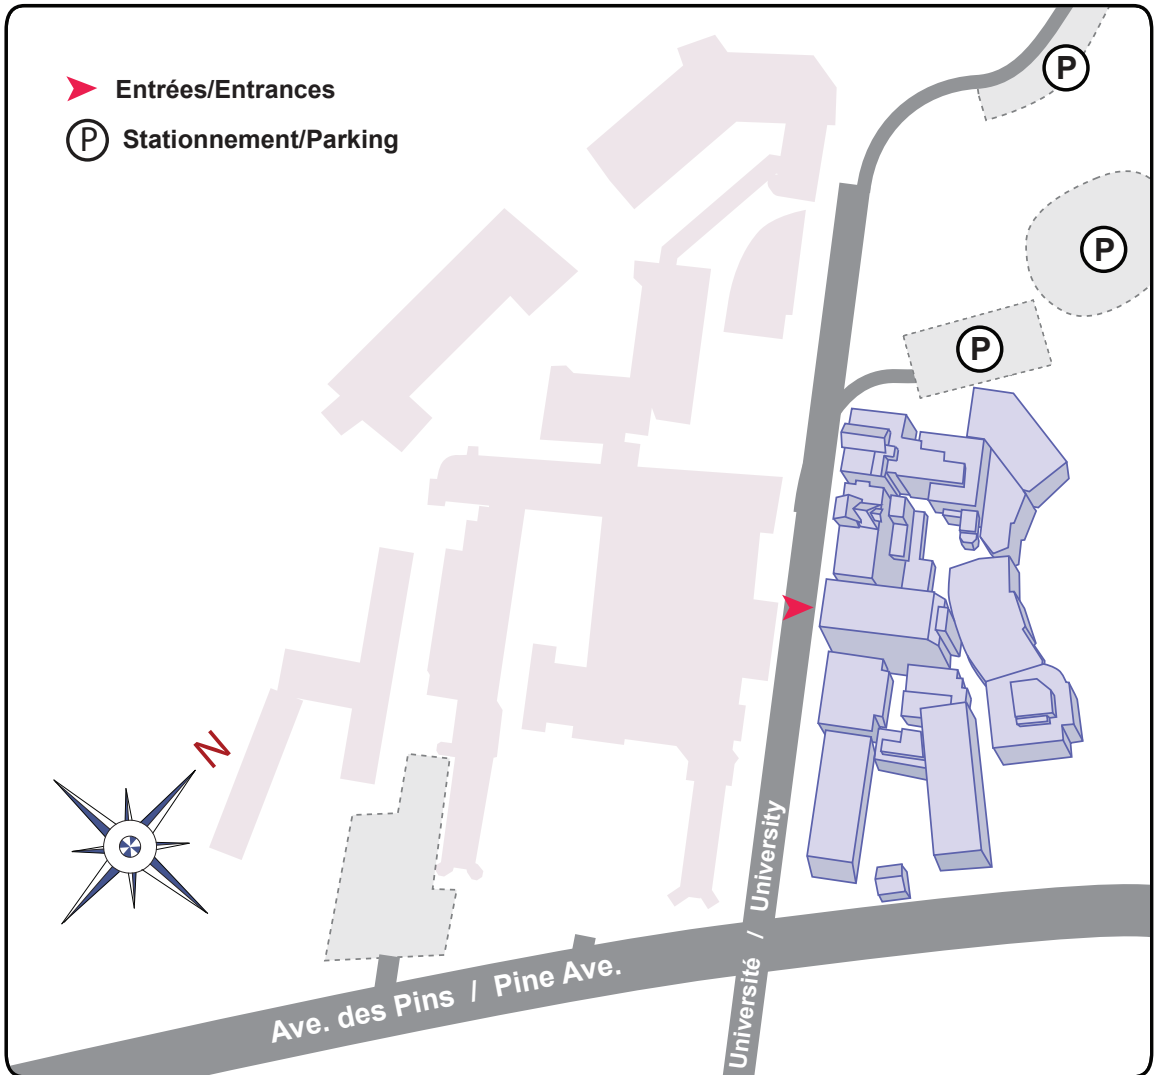 Entrées/Entrances
P Stationnement/Parking
P
P
P
N
Ave. des Pins / Pine Ave.
Université / University